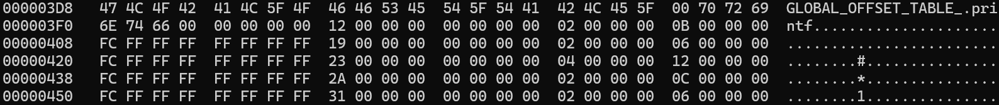 000003D8 47 4C 4F 42 41 4C 5F 4F 46 46 53 45 54 5F 54 41 42 4C 45 5F 00 70 72 69 GLOBAL_OFFSET_TABLE_.pri
000003F0 6E 74 66 00 00 00 00 00 12 00 00 00 00 00 00 00 02 00 00 00 0B 00 00 00 ntf.....................
00000408 FC FF FF FF FF FF FF FF 19 00 00 00 00 00 00 00 02 00 00 00 06 00 00 00 ........................
00000420 FC FF FF FF FF FF FF FF 23 00 00 00 00 00 00 00 04 00 00 00 12 00 00 00 ........#...............
00000438 FC FF FF FF FF FF FF FF 2A 00 00 00 00 00 00 00 02 00 00 00 0C 00 00 00 ........*...............
00000450 FC FF FF FF FF FF FF FF 31 00 00 00 00 00 00 00 02 00 00 00 06 00 00 00 ........1...............